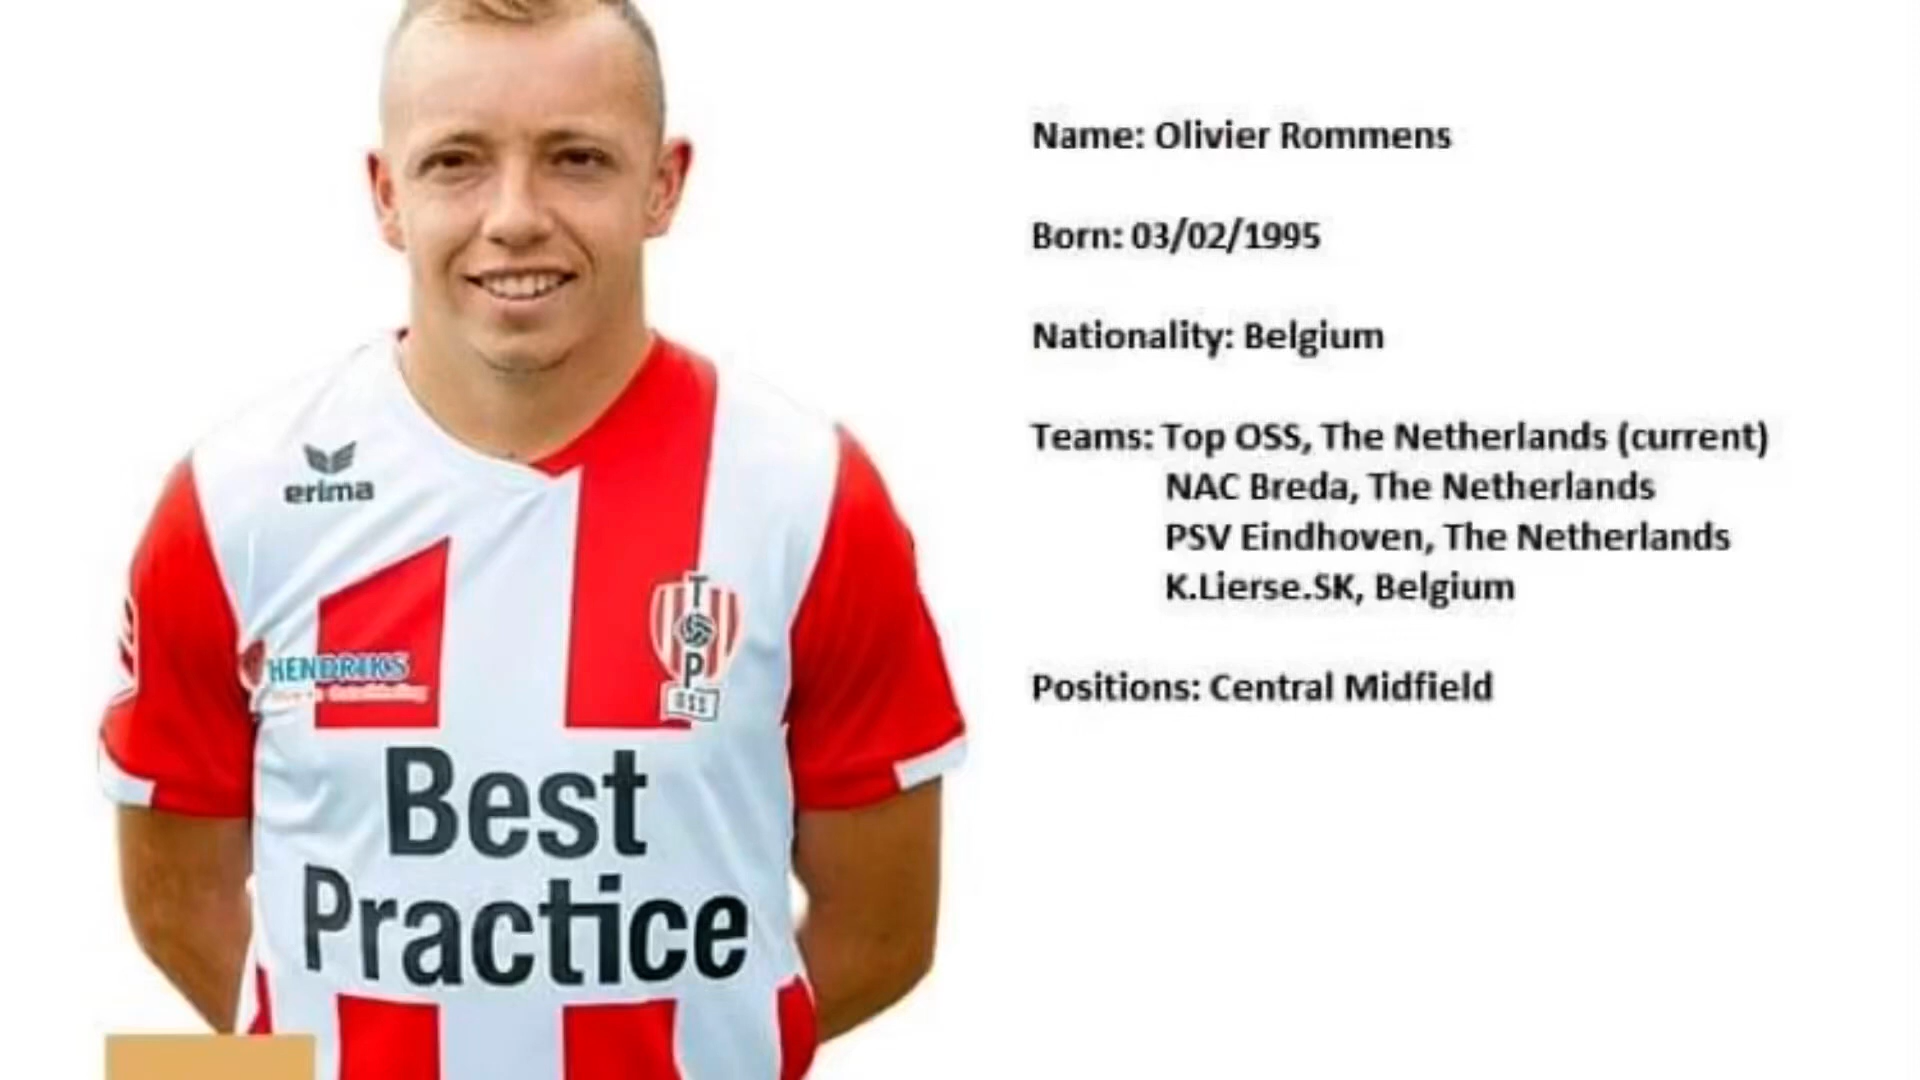 Name: Olivier Rommens
Born: 03/02/1995
Nationality: Belgium
Teams: Top OSS, The Netherlands (current)
NAC Breda, The Netherlands
PSV Eindhoven, The Netherlands
K.Lierse.SK, Belgium
Positions: Central Midfield
erima
HENDRIKS
TOP
OSS
Best
Practice